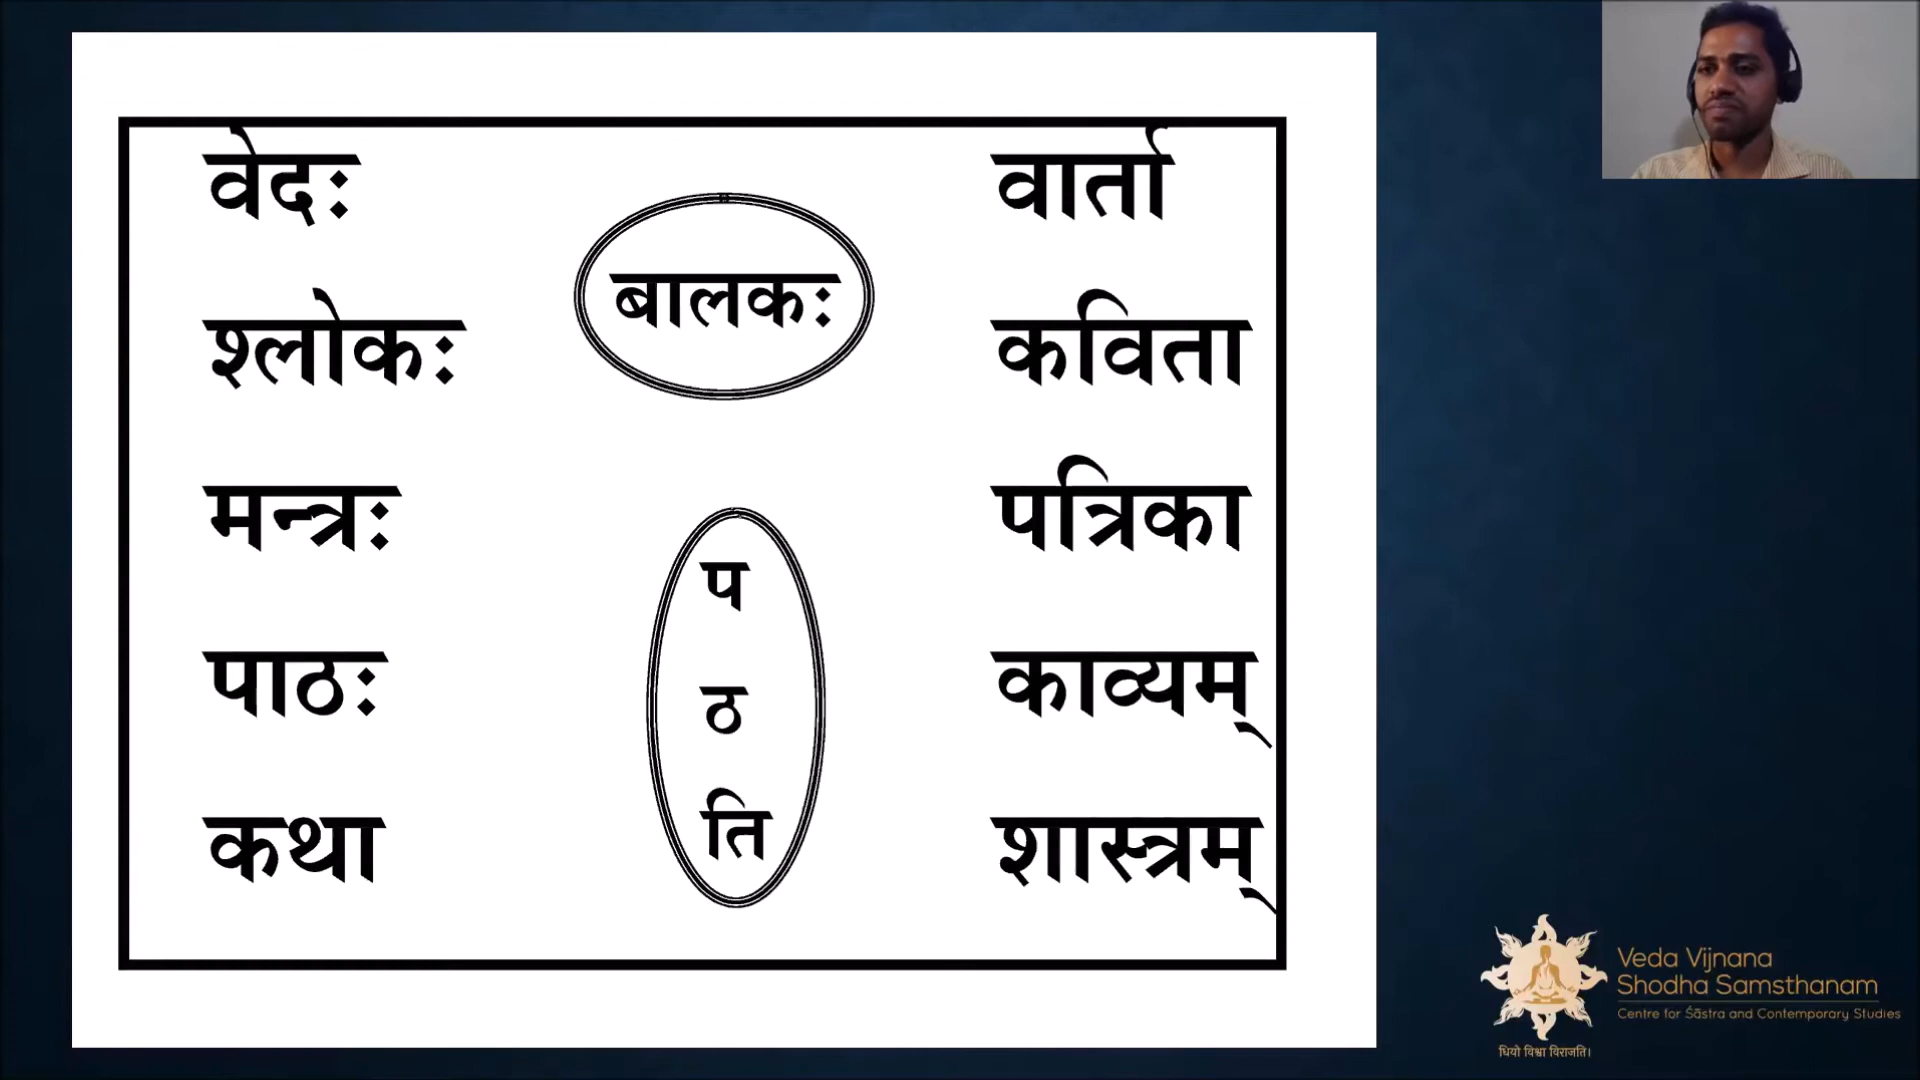 वेदः
श्लोकः
मन्त्रः
पाठः
कथा
बालकः
प
ठ
ति
वार्ता
कविता
पत्रिका
काव्यम्
शास्त्रम्
Veda Vijnana
Shodha Samsthanam
Centre for Śāstra and Contemporary Studies
धियो विश्वा विराजति।